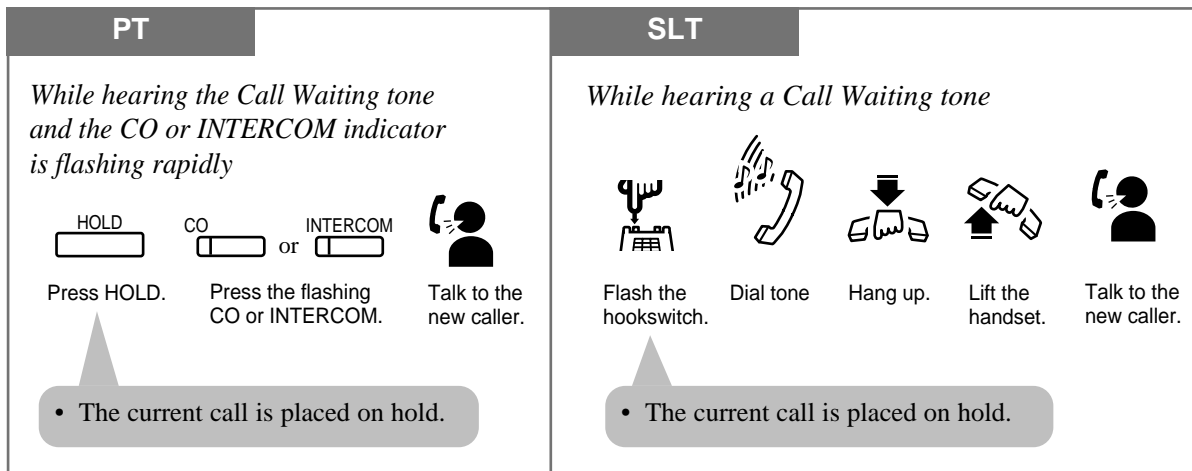 PT
While hearing the Call Waiting tone
and the CO or INTERCOM indicator
is flashing rapidly
HOLD
CO
or
INTERCOM
Press HOLD.
Press the flashing
CO or INTERCOM.
Talk to the
new caller.
• The current call is placed on hold.
SLT
While hearing a Call Waiting tone
Flash the
hookswitch.
Dial tone
Hang up.
Lift the
handset.
Talk to the
new caller.
• The current call is placed on hold.